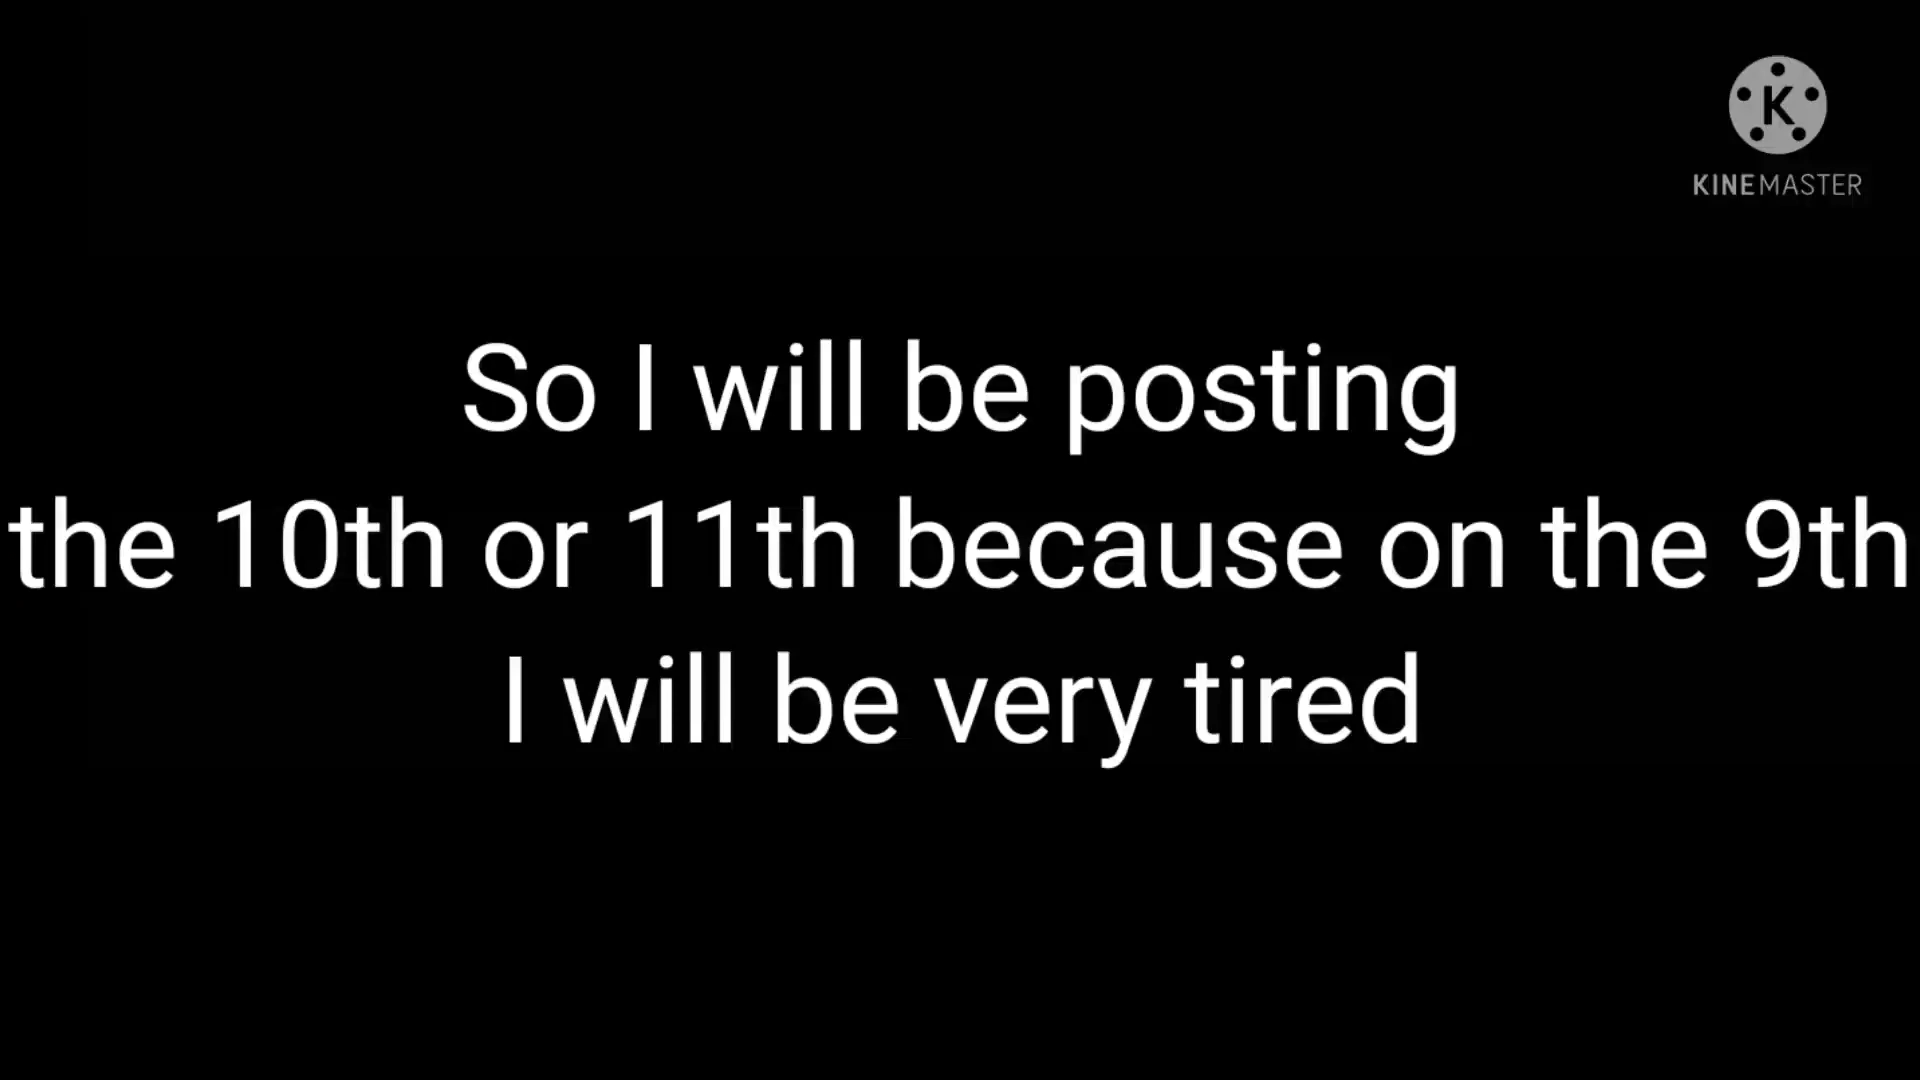 K
KINEMASTER
So I will be posting
the 10th or 11th because on the 9th
I will be very tired